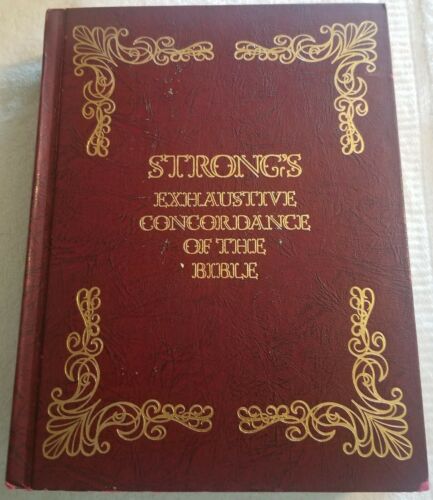 STRONG'S
EXHAUSTIVE
CONCORDANCE
OF THE
BIBLE